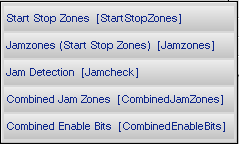 Start Stop Zones [StartStopZones]
Jamzones (Start Stop Zones) [Jamzones]
Jam Detection [Jamcheck]
Combined Jam Zones [CombinedJamZones]
Combined Enable Bits [CombinedEnableBits]